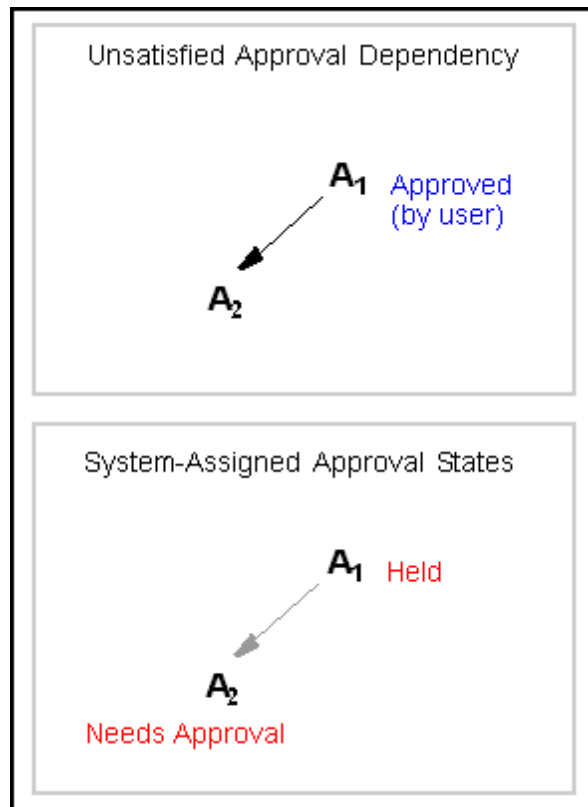 Unsatisfied Approval Dependency
A₁ Approved
(by user)
A₂
System-Assigned Approval States
A₁ Held
A₂
Needs Approval